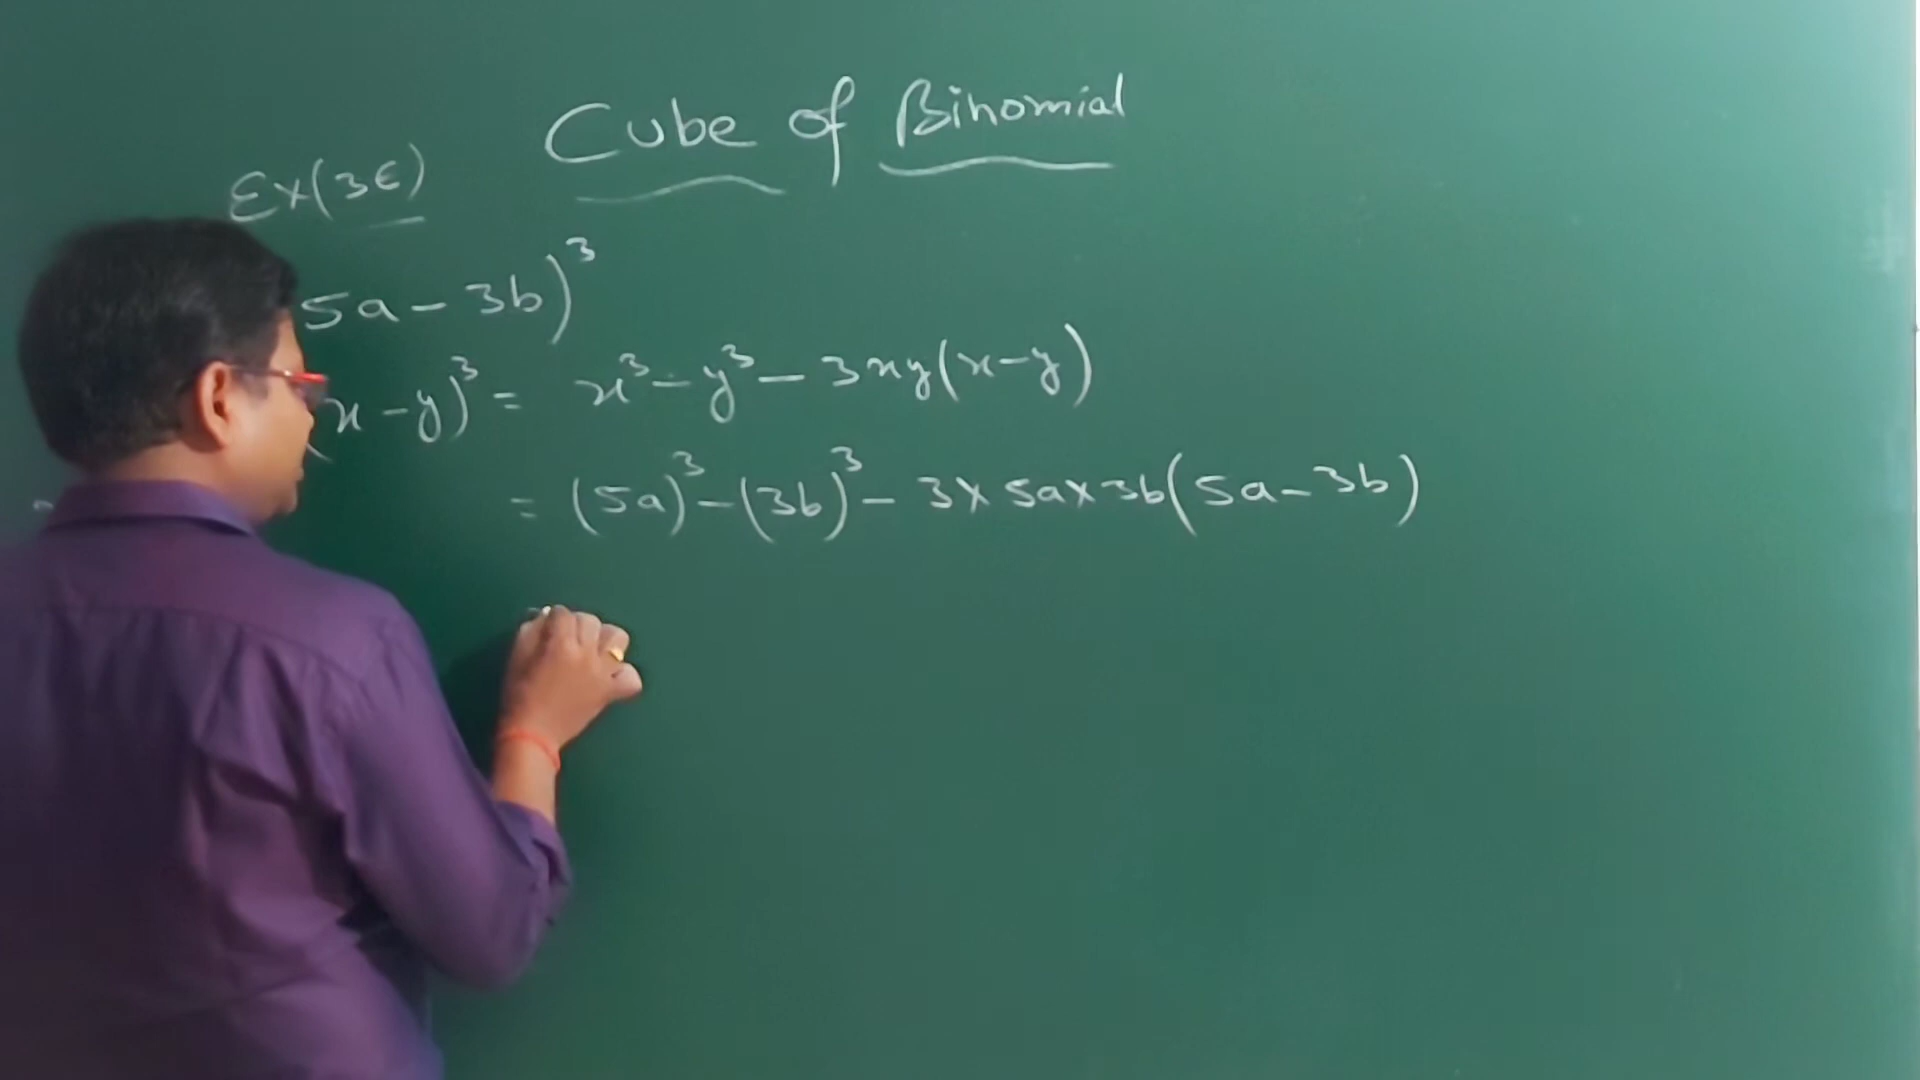 Cube of Binomial
Ex(3E)
5a - 3b)³
(x - y)³ = x³ - y³ - 3xy(x - y)
= (5a)³ - (3b)³ - 3 × 5a × 3b(5a - 3b)